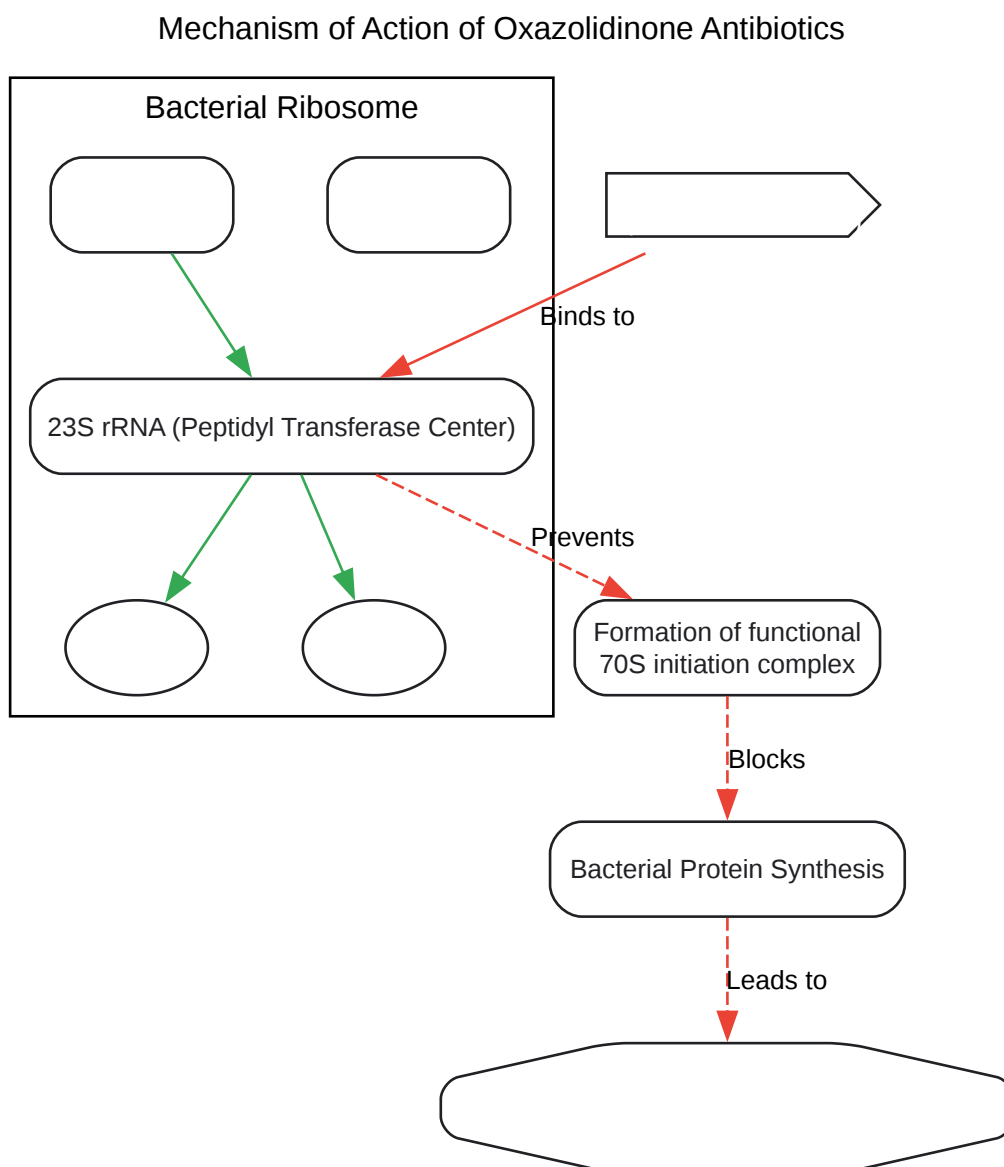 Mechanism of Action of Oxazolidinone Antibiotics
Bacterial Ribosome
Binds to
23S rRNA (Peptidyl Transferase Center)
Prevents
Formation of functional
70S initiation complex
Blocks
Bacterial Protein Synthesis
Leads to